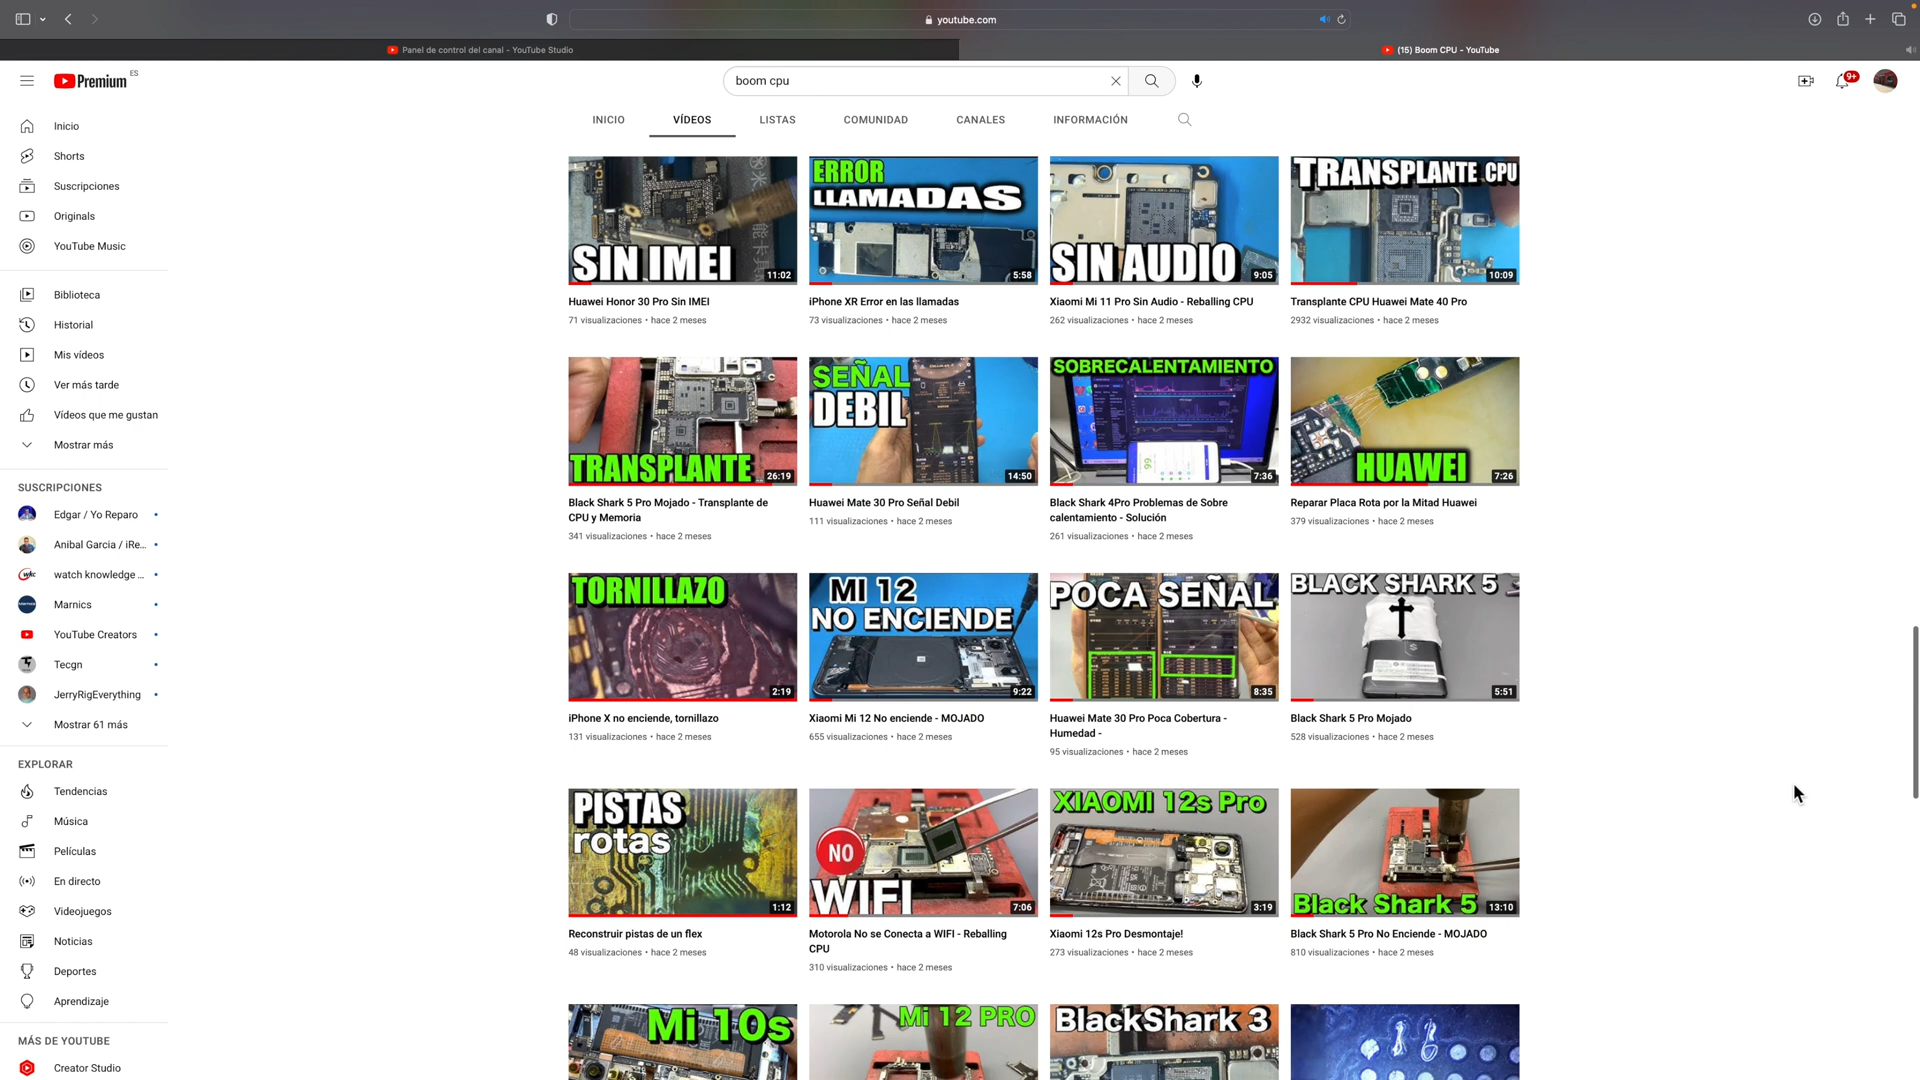 youtube.com
Panel de control del canal - YouTube Studio
(15) Boom CPU - YouTube
Premium ES
boom cpu
9+
INICIO VÍDEOS LISTAS COMUNIDAD CANALES INFORMACIÓN
Inicio
Shorts
Suscripciones
Originals
YouTube Music
Biblioteca
Historial
Mis vídeos
Ver más tarde
Vídeos que me gustan
Mostrar más
SUSCRIPCIONES
Edgar / Yo Reparo
Anibal Garcia / iRe...
watch knowledge ...
Marnics
YouTube Creators
Tecgn
JerryRigEverything
Mostrar 61 más
EXPLORAR
Tendencias
Música
Películas
En directo
Videojuegos
Noticias
Deportes
Aprendizaje
MÁS DE YOUTUBE
Creator Studio
SIN IMEI
11:02
Huawei Honor 30 Pro Sin IMEI
71 visualizaciones • hace 2 meses
ERROR
LLAMADAS
5:58
iPhone XR Error en las llamadas
73 visualizaciones • hace 2 meses
SIN AUDIO
9:05
Xiaomi Mi 11 Pro Sin Audio - Reballing CPU
262 visualizaciones • hace 2 meses
TRANSPLANTE CPU
10:09
Transplante CPU Huawei Mate 40 Pro
2932 visualizaciones • hace 2 meses
TRANSPLANTE
26:19
Black Shark 5 Pro Mojado - Transplante de
CPU y Memoria
341 visualizaciones • hace 2 meses
SEÑAL
DEBIL
14:50
Huawei Mate 30 Pro Señal Debil
111 visualizaciones • hace 2 meses
SOBRECALENTAMIENTO
7:36
Black Shark 4Pro Problemas de Sobre
calentamiento - Solución
261 visualizaciones • hace 2 meses
HUAWEI
7:26
Reparar Placa Rota por la Mitad Huawei
379 visualizaciones • hace 2 meses
TORNILLAZO
2:19
iPhone X no enciende, tornillazo
131 visualizaciones • hace 2 meses
MI 12
NO ENCIENDE
9:22
Xiaomi Mi 12 No enciende - MOJADO
655 visualizaciones • hace 2 meses
POCA SEÑAL
8:35
Huawei Mate 30 Pro Poca Cobertura -
Humedad -
95 visualizaciones • hace 2 meses
BLACK SHARK 5
5:51
Black Shark 5 Pro Mojado
528 visualizaciones • hace 2 meses
PISTAS
rotas
1:12
Reconstruir pistas de un flex
48 visualizaciones • hace 2 meses
NO
WIFI
7:06
Motorola No se Conecta a WIFI - Reballing
CPU
310 visualizaciones • hace 2 meses
XIAOMI 12s Pro
3:19
Xiaomi 12s Pro Desmontaje!
273 visualizaciones • hace 2 meses
Black Shark 5
13:10
Black Shark 5 Pro No Enciende - MOJADO
810 visualizaciones • hace 2 meses
Mi 10s
Mi 12 PRO
BlackShark 3